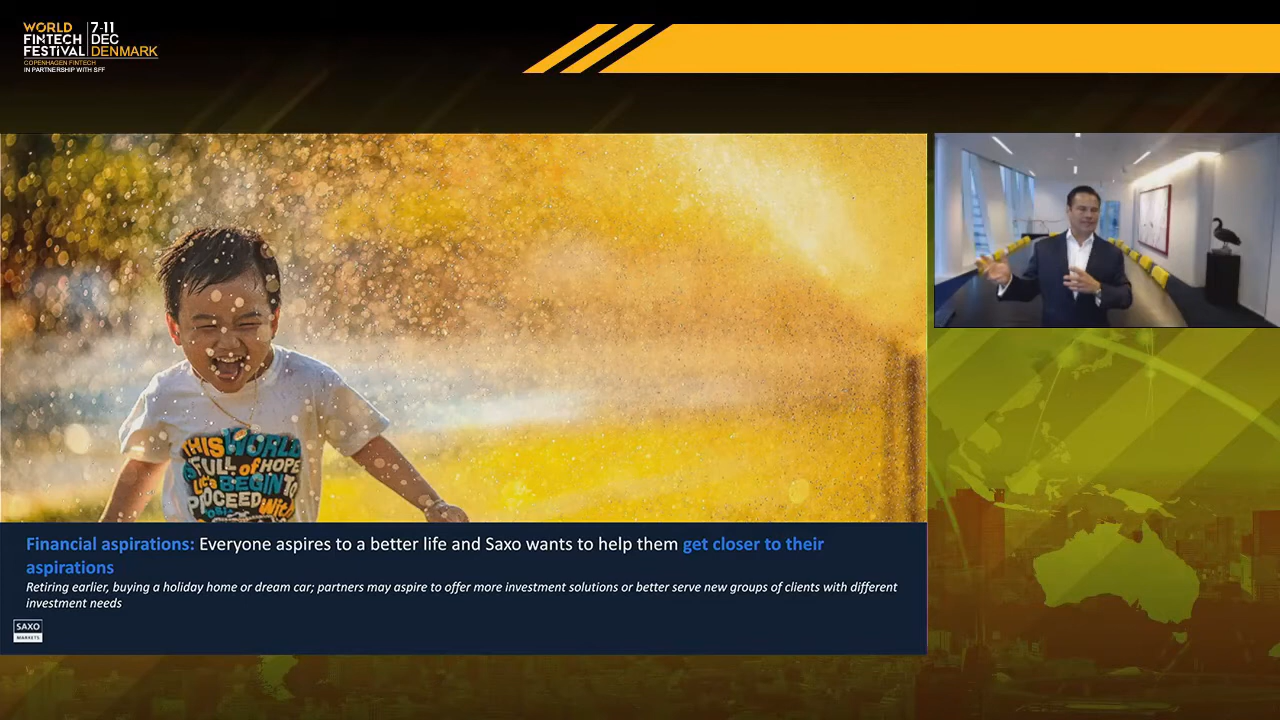 WORLD
FINTECH
FESTIVAL
7-11
DEC
DENMARK
COPENHAGEN FINTECH
IN PARTNERSHIP WITH SFF
THIS WORLD
FULL of HOPE
LET'S BEGIN TO
PROCEED With
Financial aspirations: Everyone aspires to a better life and Saxo wants to help them get closer to their
aspirations
Retiring earlier, buying a holiday home or dream car; partners may aspire to offer more investment solutions or better serve new groups of clients with different
investment needs
SAXO
MARKETS